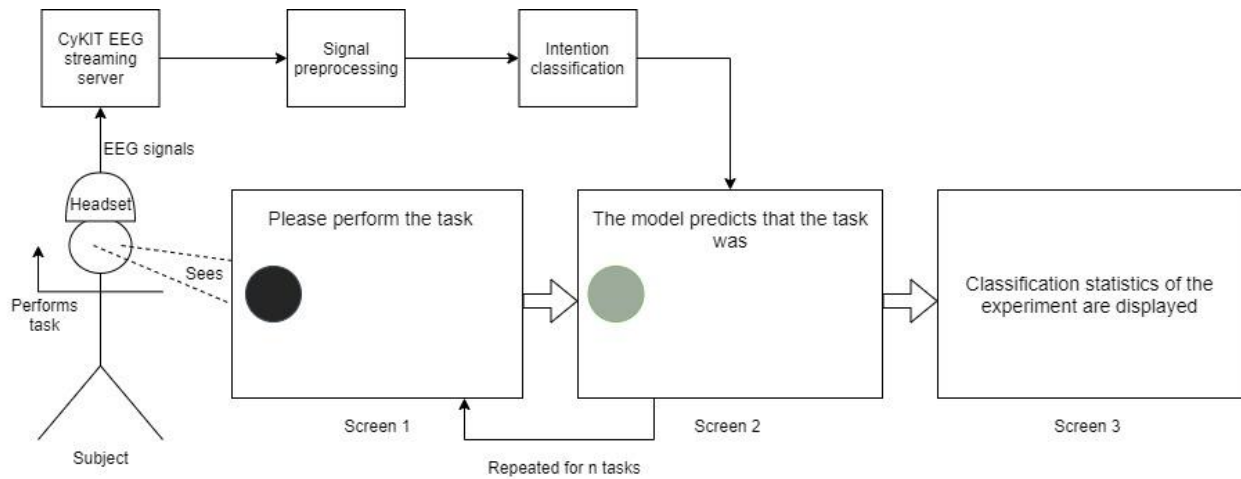 CyKIT EEG
streaming
server
Signal
preprocessing
Intention
classification
EEG signals
Headset
Sees
Performs
task
Subject
Please perform the task
Screen 1
The model predicts that the task
was
Screen 2
Repeated for n tasks
Classification statistics of the
experiment are displayed
Screen 3